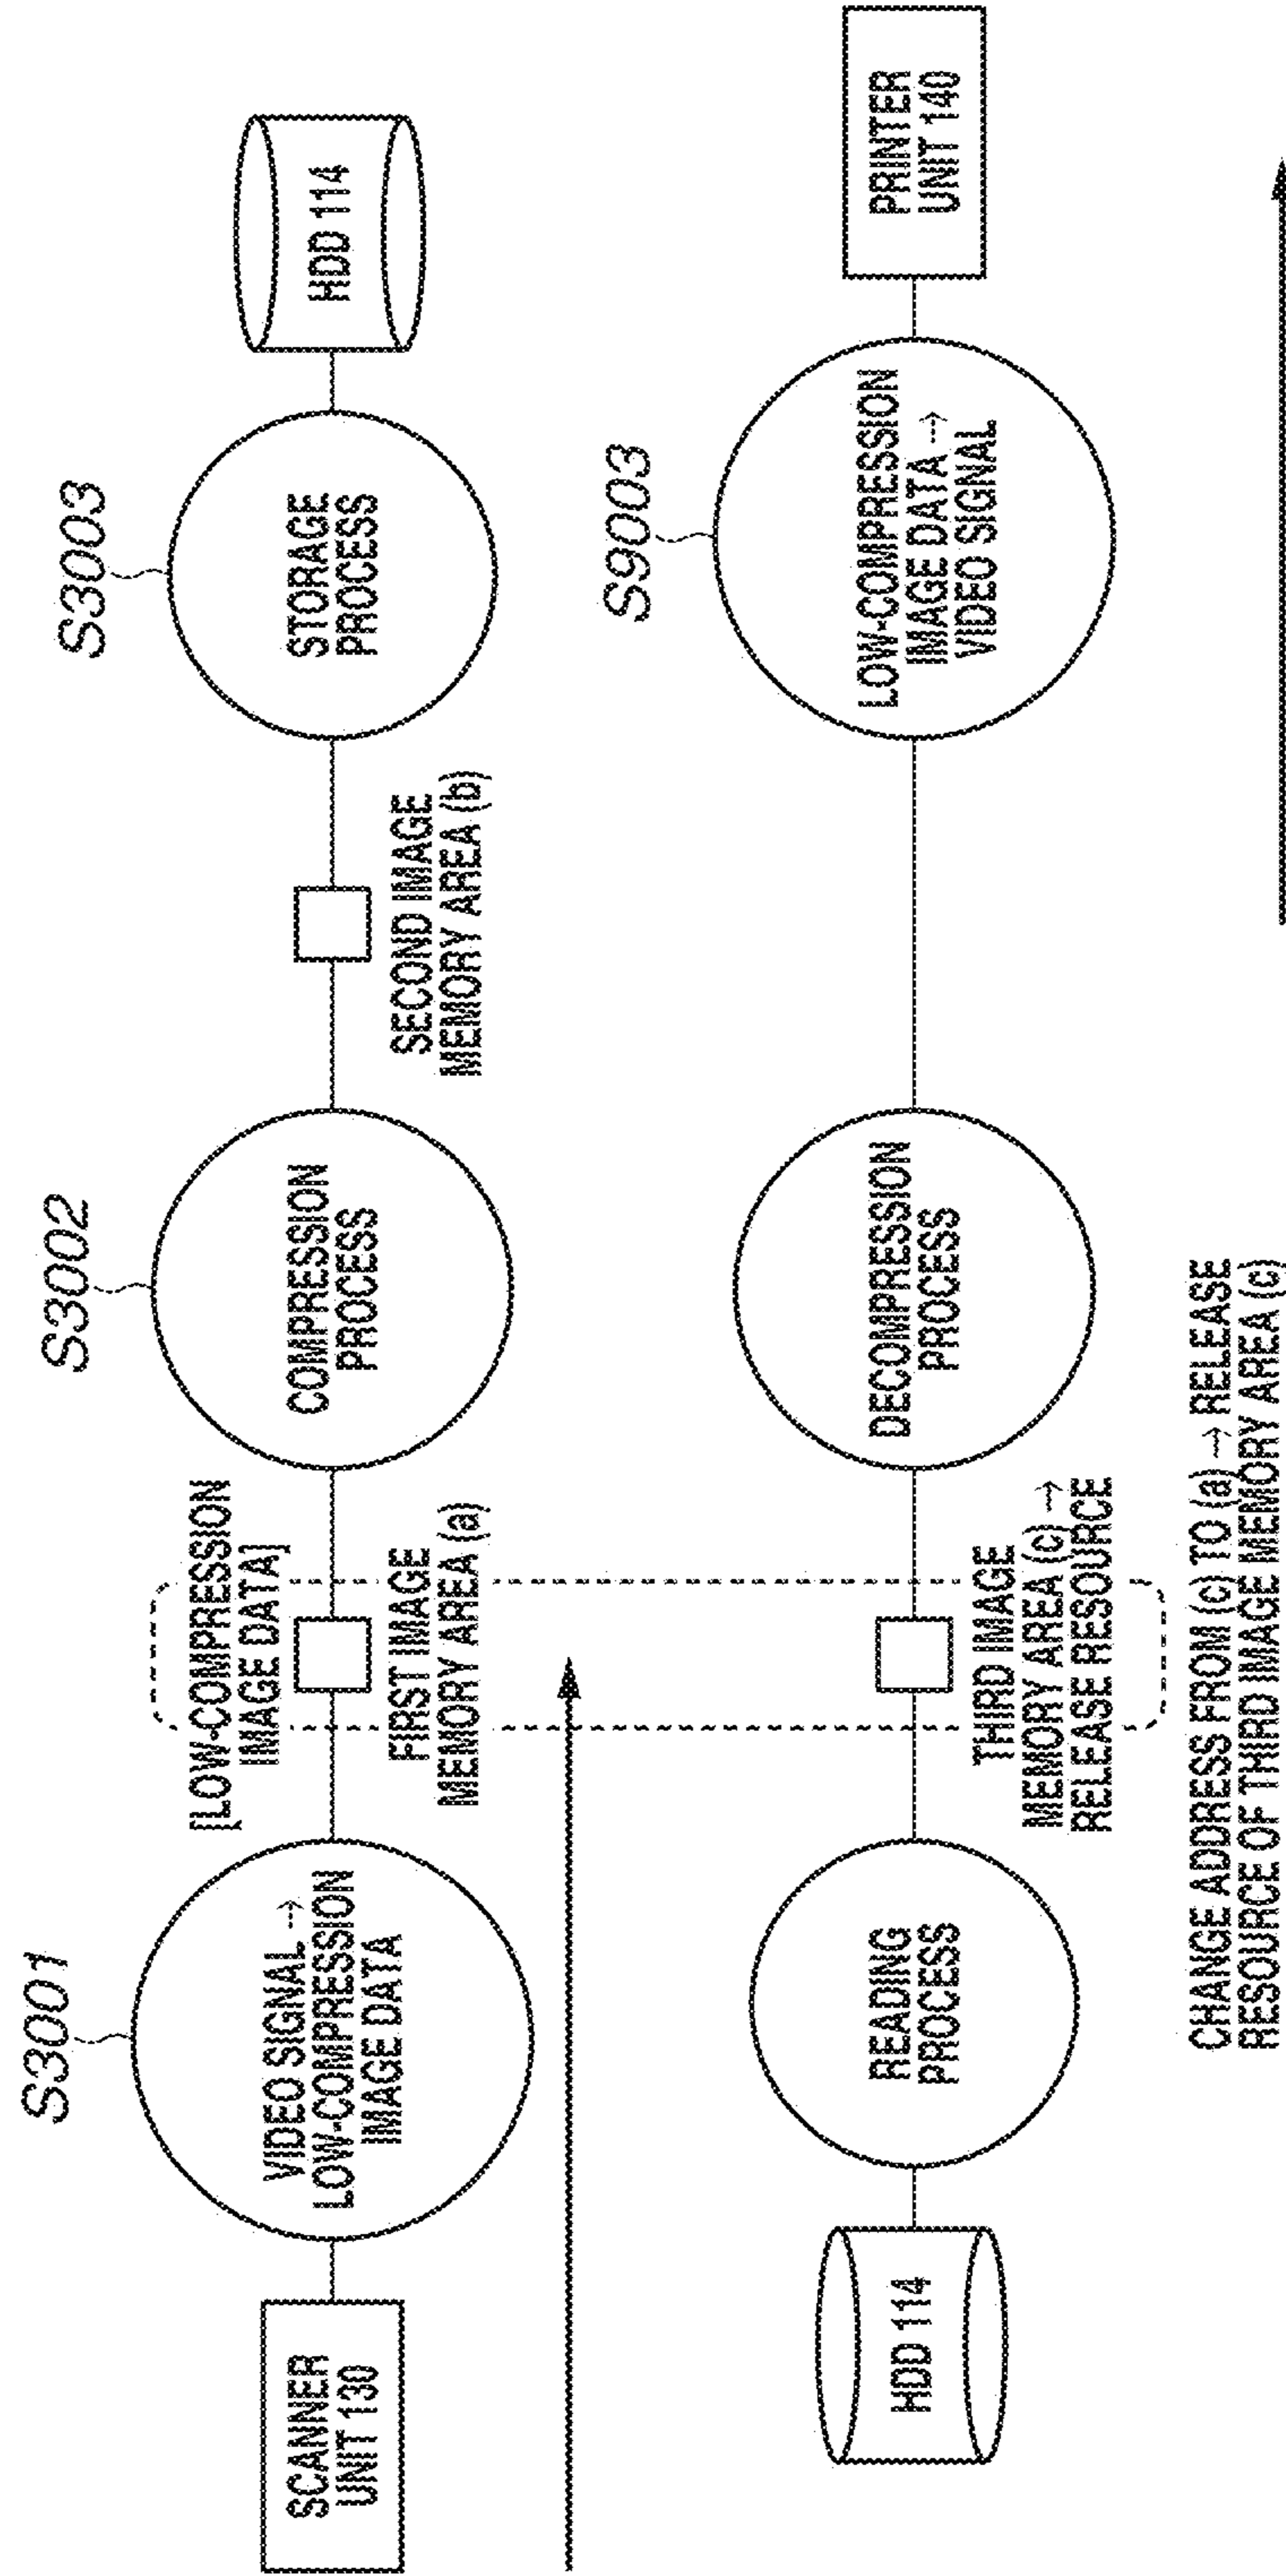 S3001
S3002
S3003
SCANNER
UNIT 130
VIDEO SIGNAL →
LOW-COMPRESSION
IMAGE DATA
[LOW-COMPRESSION
IMAGE DATA]
FIRST IMAGE
MEMORY AREA (a)
COMPRESSION
PROCESS
SECOND IMAGE
MEMORY AREA (b)
STORAGE
PROCESS
HDD 114
S9003
HDD 114
READING
PROCESS
THIRD IMAGE
MEMORY AREA (c) →
RELEASE RESOURCE
DECOMPRESSION
PROCESS
LOW-COMPRESSION
IMAGE DATA →
VIDEO SIGNAL
PRINTER
UNIT 140
CHANGE ADDRESS FROM (c) TO (a) → RELEASE
RESOURCE OF THIRD IMAGE MEMORY AREA (c)